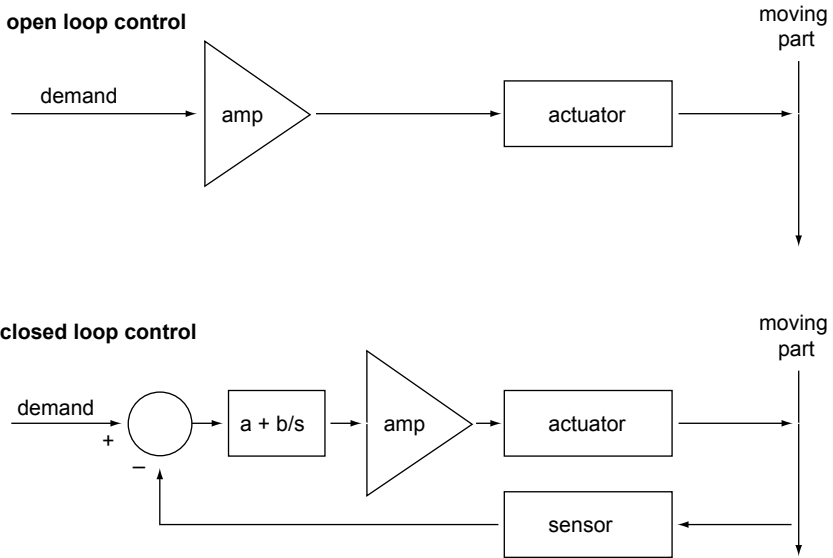 open loop control
moving
part
demand
amp
actuator
closed loop control
moving
part
demand
+
−
a + b/s
amp
actuator
sensor